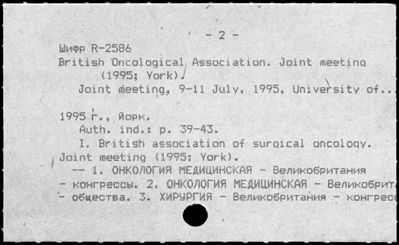 - 2 -
Шифр R-2586
British Oncological Association. Joint meeting
(1995; York).
Joint meeting, 9-11 July, 1995, University of..
1995 г., Йорк.
Auth. ind.: p. 39-43.
I. British association of surgical oncology.
Joint meeting (1995; York).
-- 1. ОНКОЛОГИЯ МЕДИЦИНСКАЯ - Великобритания
- конгрессы. 2. ОНКОЛОГИЯ МЕДИЦИНСКАЯ - Великобрит
- общества. 3. ХИРУРГИЯ - Великобритания - конгресс